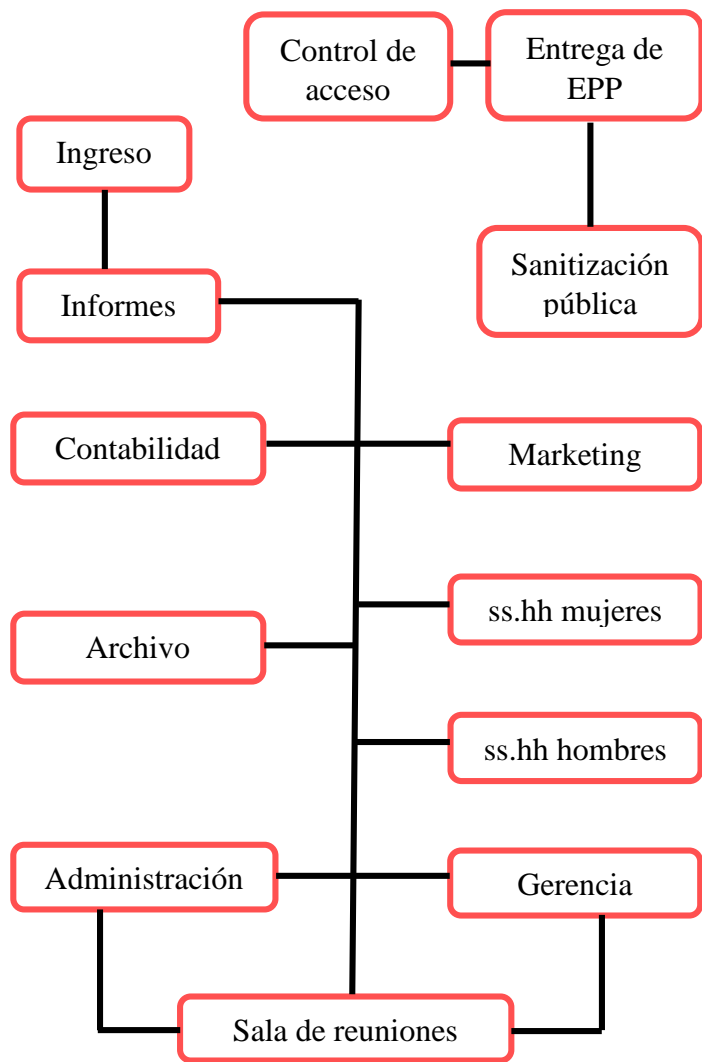 Control de
acceso
Entrega de
EPP
Ingreso
Sanitización
pública
Informes
Contabilidad
Marketing
ss.hh mujeres
Archivo
ss.hh hombres
Administración
Gerencia
Sala de reuniones